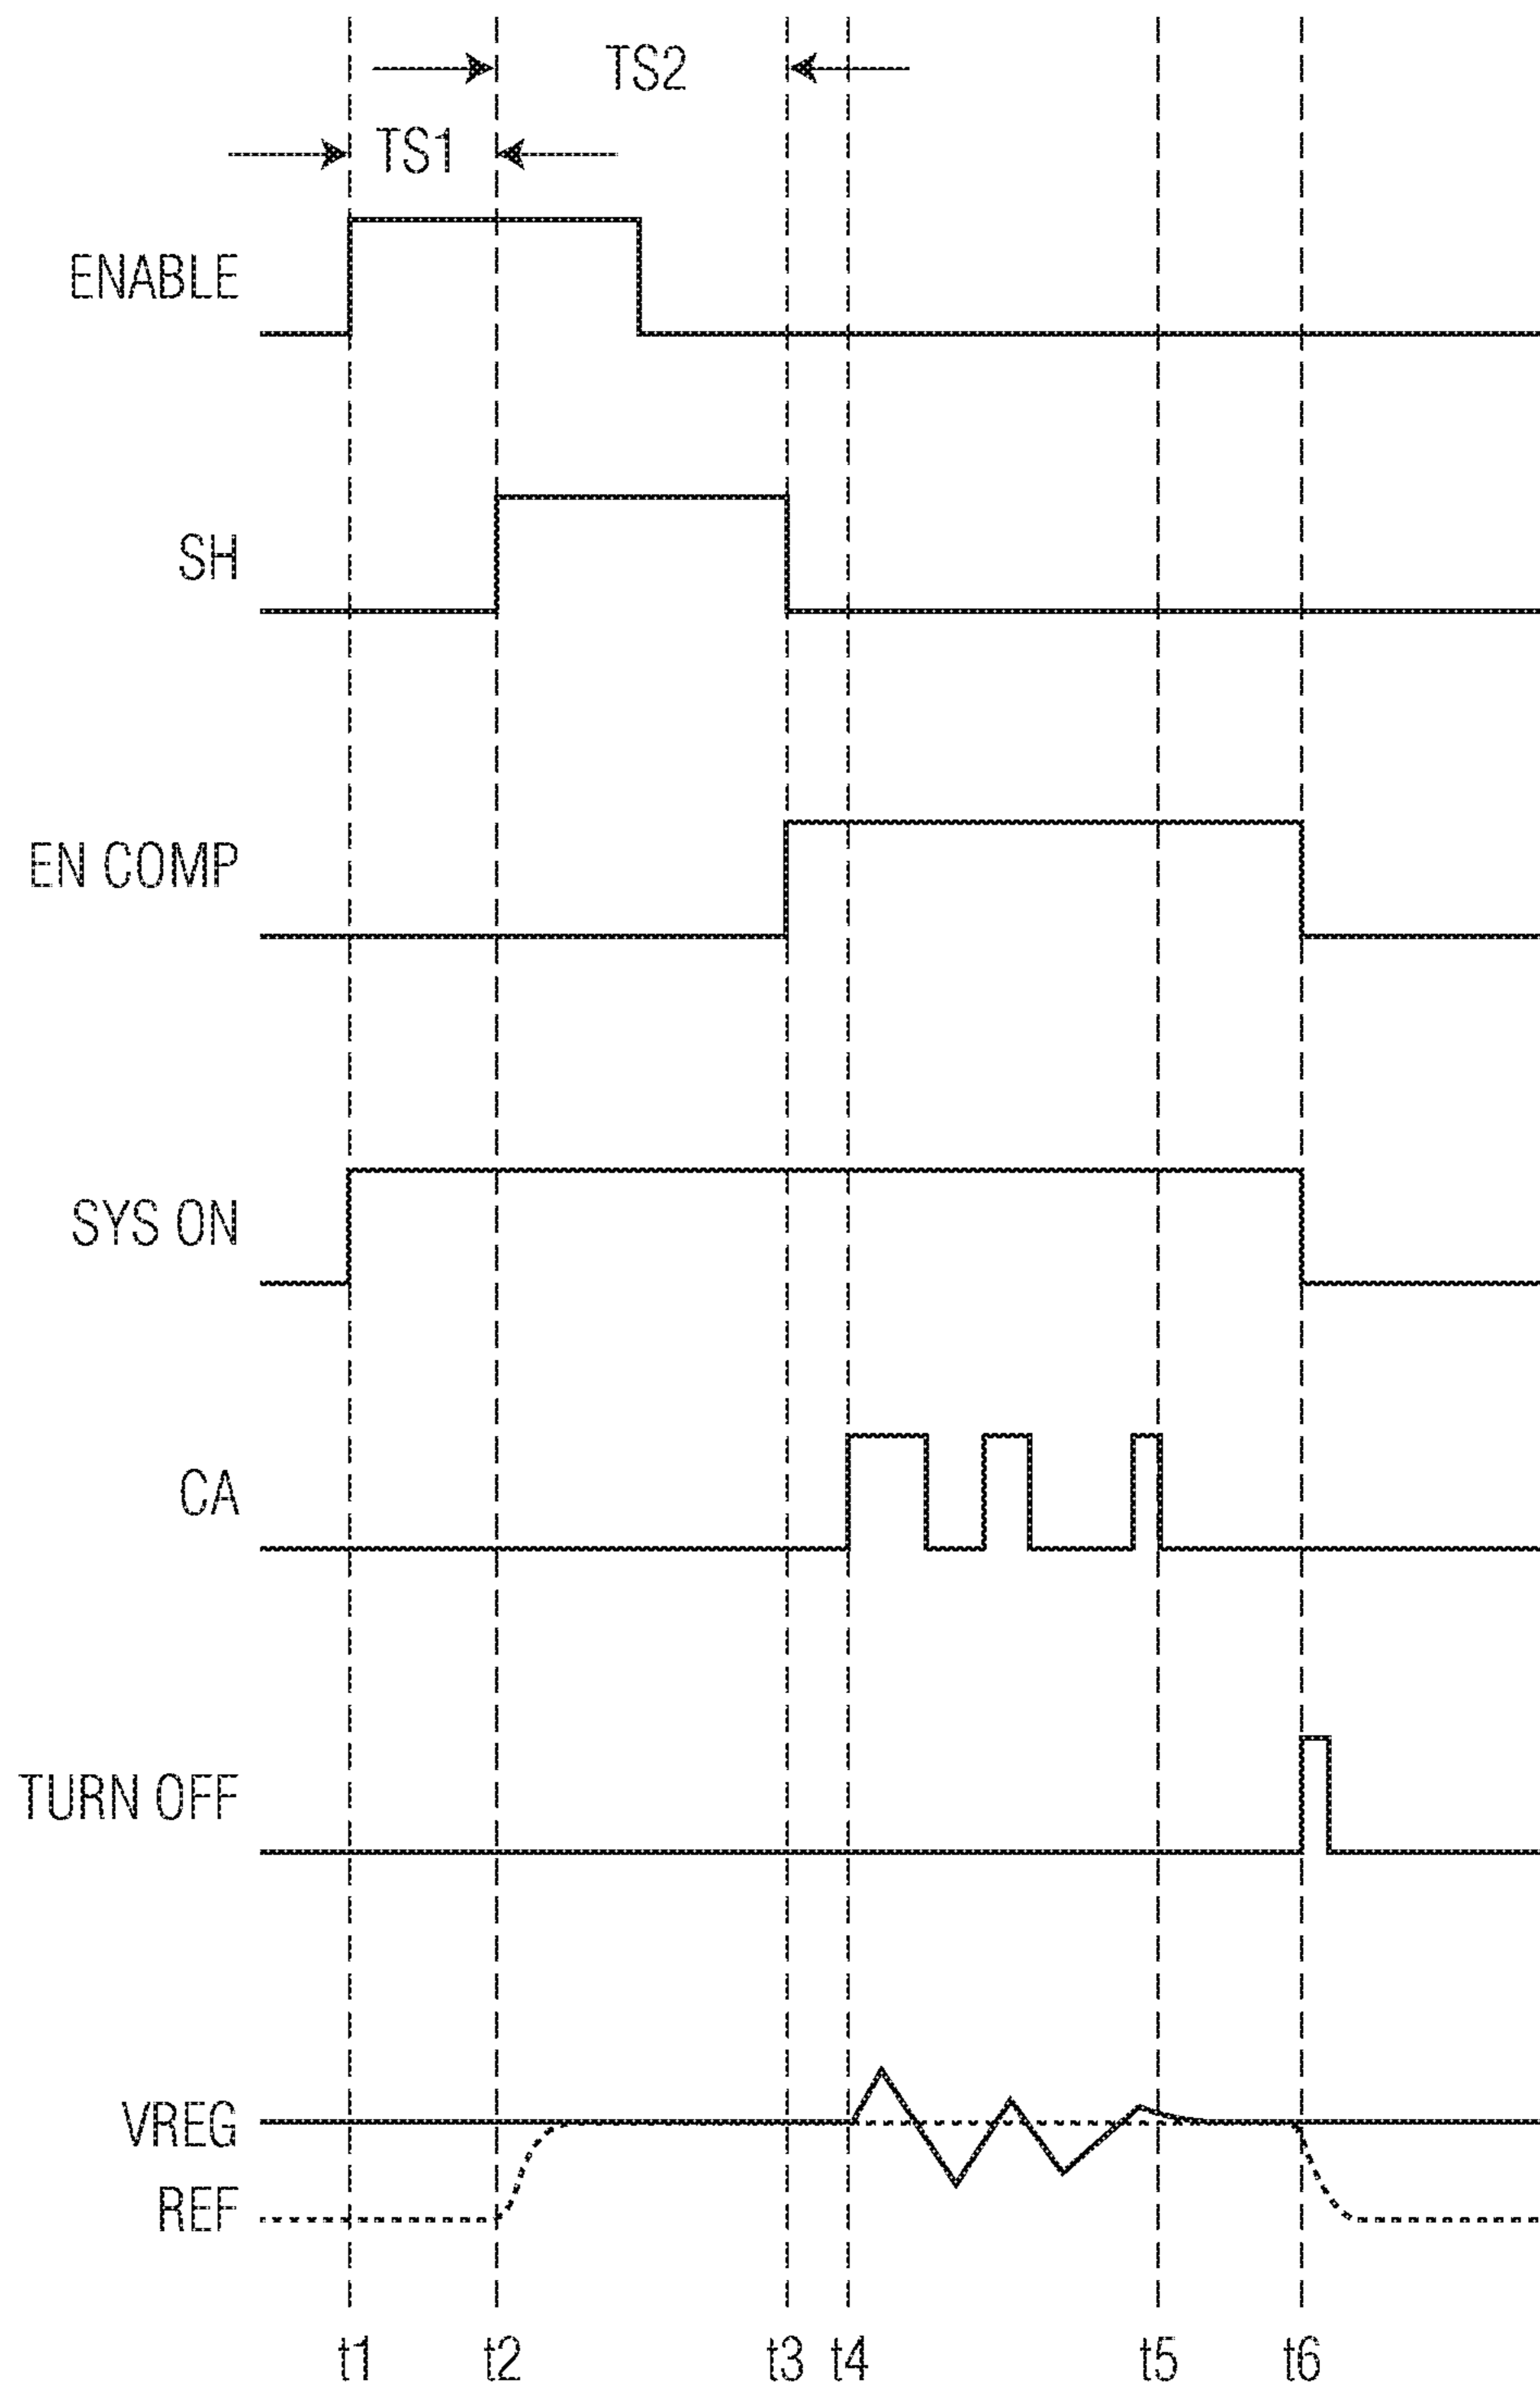 TS2
TS1
ENABLE
SH
EN COMP
SYS ON
CA
TURN OFF
VREG
REF
t1 t2 t3 t4 t5 t6